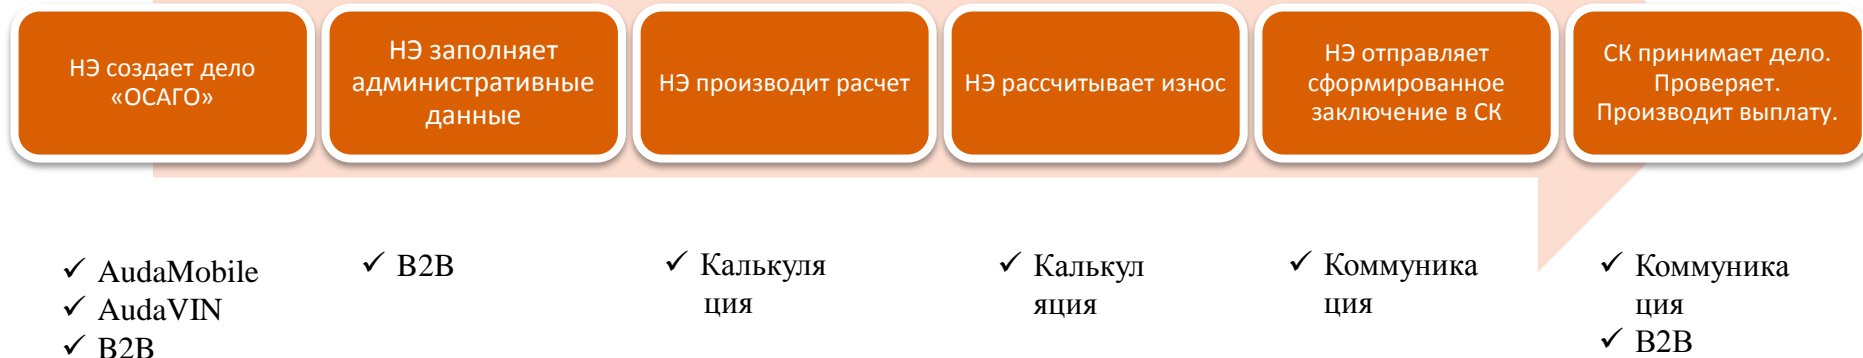 НЭ создает дело
«ОСАГО»
НЭ заполняет
административные
данные
НЭ производит расчет
НЭ рассчитывает износ
НЭ отправляет
сформированное
заключение в СК
СК принимает дело.
Проверяет.
Производит выплату.
✓ AudaMobile
✓ AudaVIN
✓ B2B
✓ B2B
✓ Калькуля
ция
✓ Калькул
яция
✓ Коммуника
ция
✓ Коммуника
ция
✓ B2B